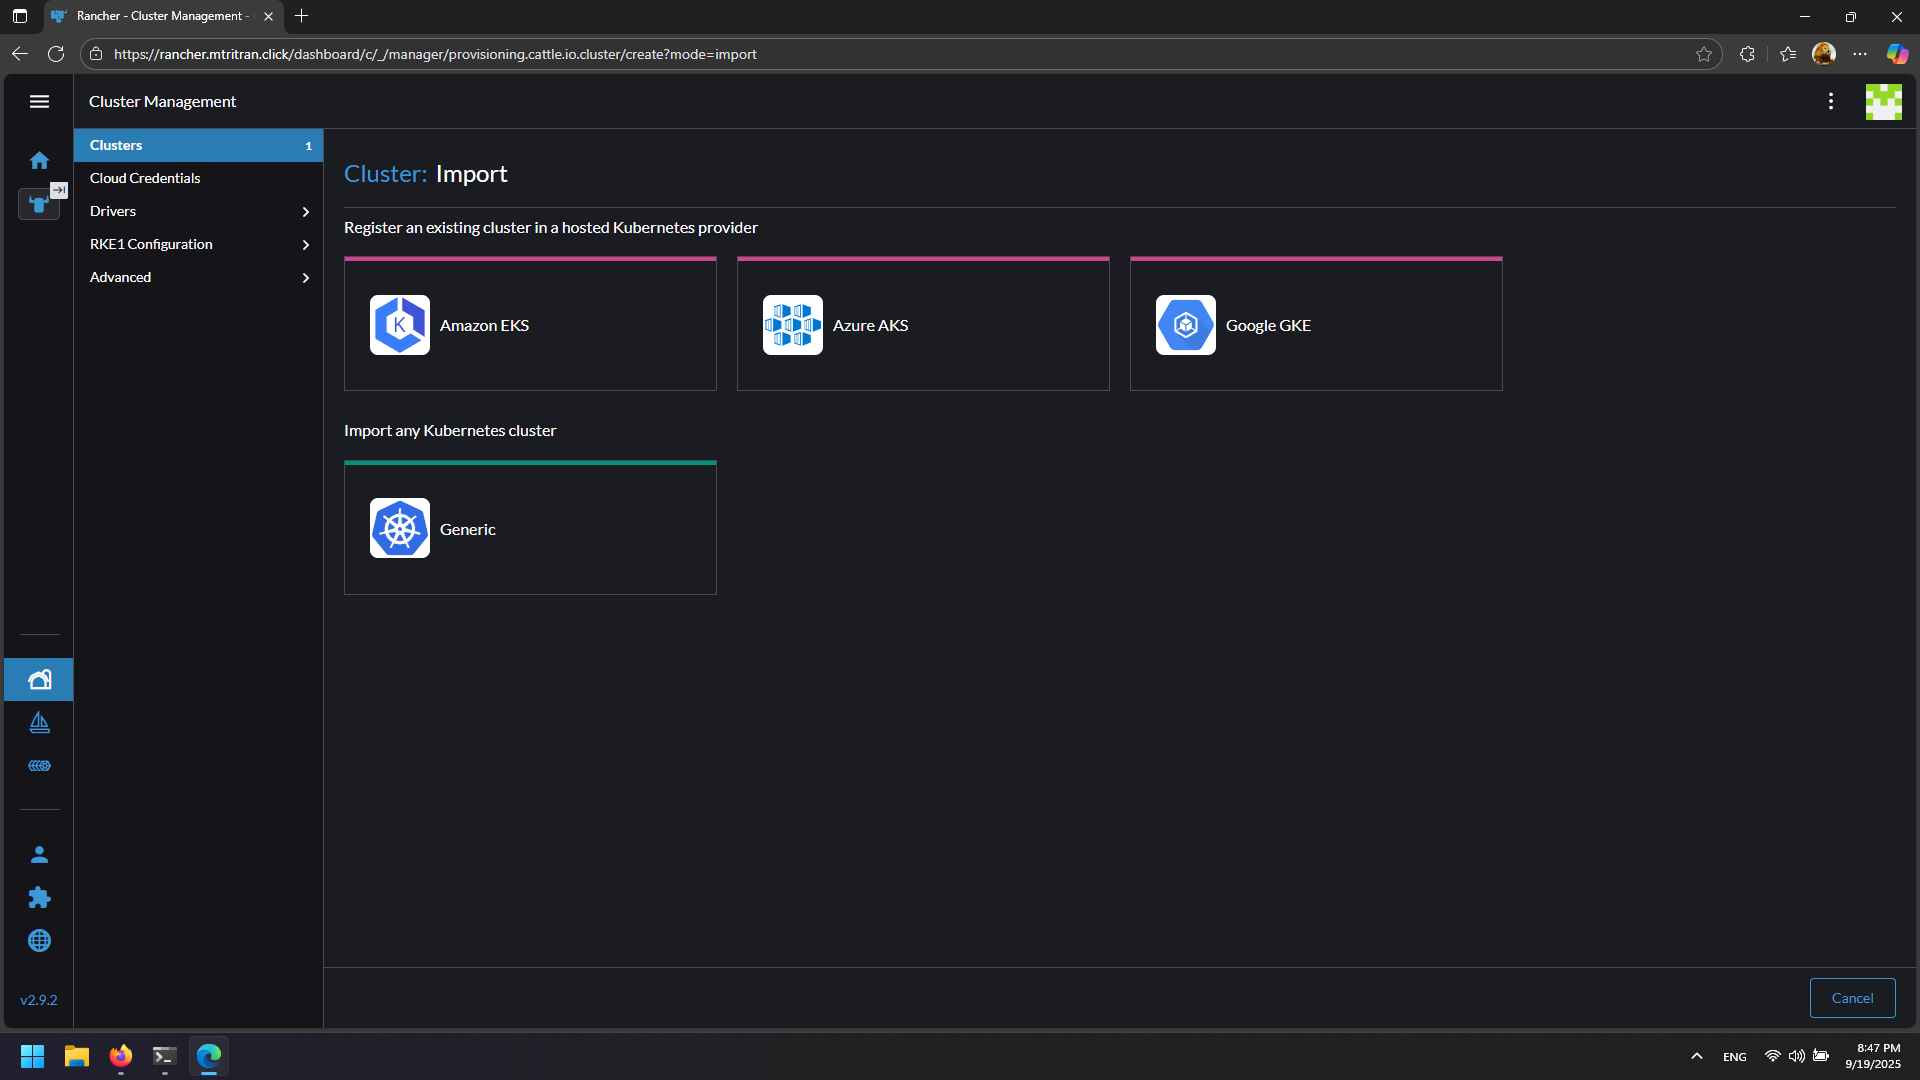 Rancher - Cluster Management -
https://rancher.mtritran.click/dashboard/c/_/manager/provisioning.cattle.io.cluster/create?mode=import
Cluster Management
Clusters 1
Cloud Credentials
Drivers
RKE1 Configuration
Advanced
Cluster: Import
Register an existing cluster in a hosted Kubernetes provider
K
Amazon EKS
Azure AKS
Google GKE
Import any Kubernetes cluster
Generic
v2.9.2
Cancel
ENG
8:47 PM
9/19/2025